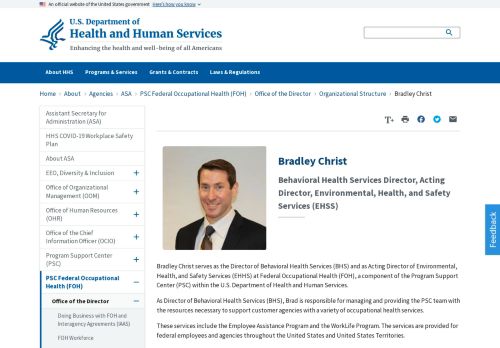 An official website of the United States government Here's how you know
U.S. Department of
Health and Human Services
Enhancing the health and well-being of all Americans
About HHS Programs & Services Grants & Contracts Laws & Regulations
Home › About › Agencies › ASA › PSC Federal Occupational Health (FOH) › Office of the Director › Organizational Structure › Bradley Christ
Assistant Secretary for
Administration (ASA)
HHS COVID-19 Workplace Safety
Plan
About ASA
EEO, Diversity & Inclusion
Office of Organizational
Management (OOM)
Office of Human Resources
(OHR)
Office of the Chief
Information Officer (OCIO)
Program Support Center
(PSC)
PSC Federal Occupational
Health (FOH)
Office of the Director
Doing Business with FOH and
Interagency Agreements (IAAS)
FOH Workforce
T+
Bradley Christ
Behavioral Health Services Director, Acting
Director, Environmental, Health, and Safety
Services (EHSS)
Bradley Christ serves as the Director of Behavioral Health Services (BHS) and as Acting Director of Environmental,
Health, and Safety Services (EHHS) at Federal Occupational Health (FOH), a component of the Program Support
Center (PSC) within the U.S. Department of Health and Human Services.
As Director of Behavioral Health Services (BHS), Brad is responsible for managing and providing the PSC team with
the resources necessary to support customer agencies with a variety of occupational health services.
These services include the Employee Assistance Program and the WorkLife Program. The services are provided for
federal employees and agencies throughout the United States and United States Territories.
Feedback